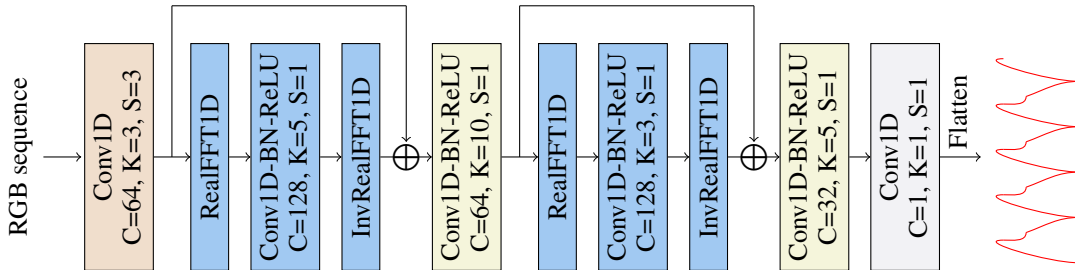 RGB sequence
Conv1D
C=64, K=3, S=3
RealFFT1D
Conv1D-BN-ReLU
C=128, K=5, S=1
InvRealFFT1D
Conv1D-BN-ReLU
C=64, K=10, S=1
RealFFT1D
Conv1D-BN-ReLU
C=128, K=3, S=1
InvRealFFT1D
Conv1D-BN-ReLU
C=32, K=5, S=1
Conv1D
C=1, K=1, S=1
Flatten